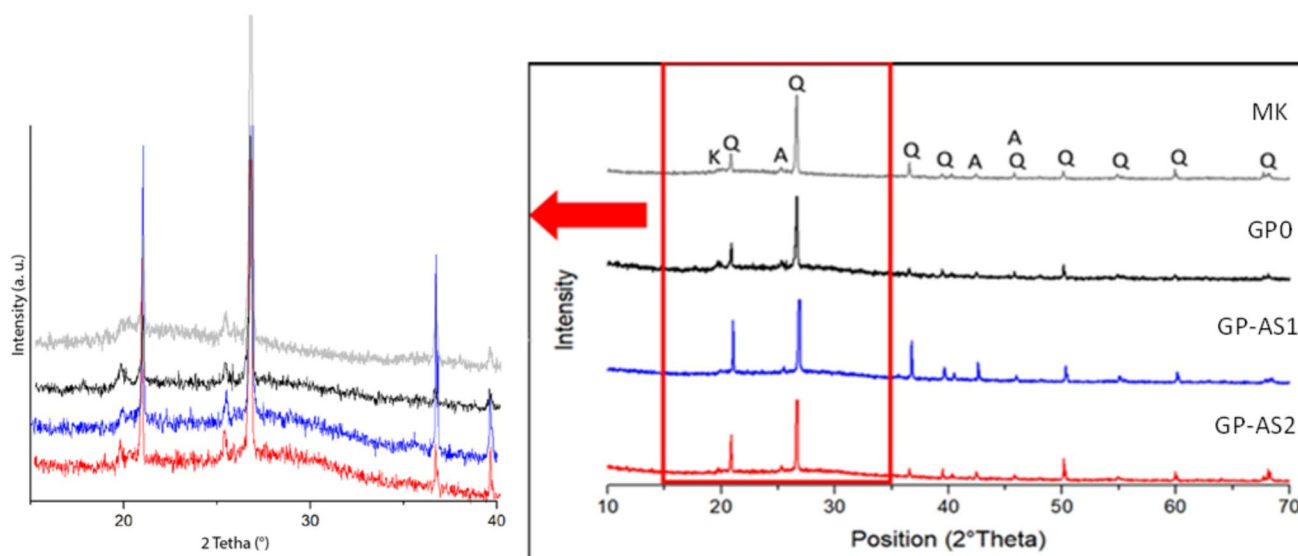 Intensity (a. u.)
20
30
40
2 Tetha (°)
Intensity
MK
Q
K
Q
A
Q
Q
A
A
Q
Q
Q
Q
Q
GP0
GP-AS1
GP-AS2
10
20
30
40
50
60
70
Position (2°Theta)